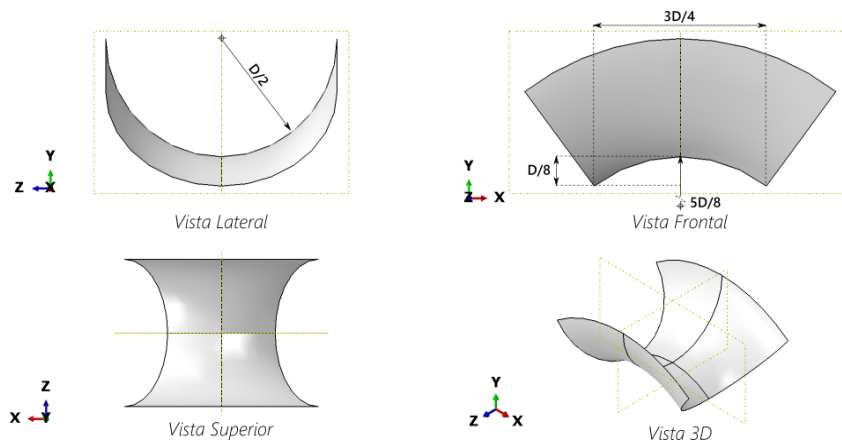 D/2
Y
Z
X
Vista Lateral
3D/4
D/8
5D/8
Y
Z
X
Vista Frontal
Z
X
Y
Vista Superior
Y
Z
X
Vista 3D